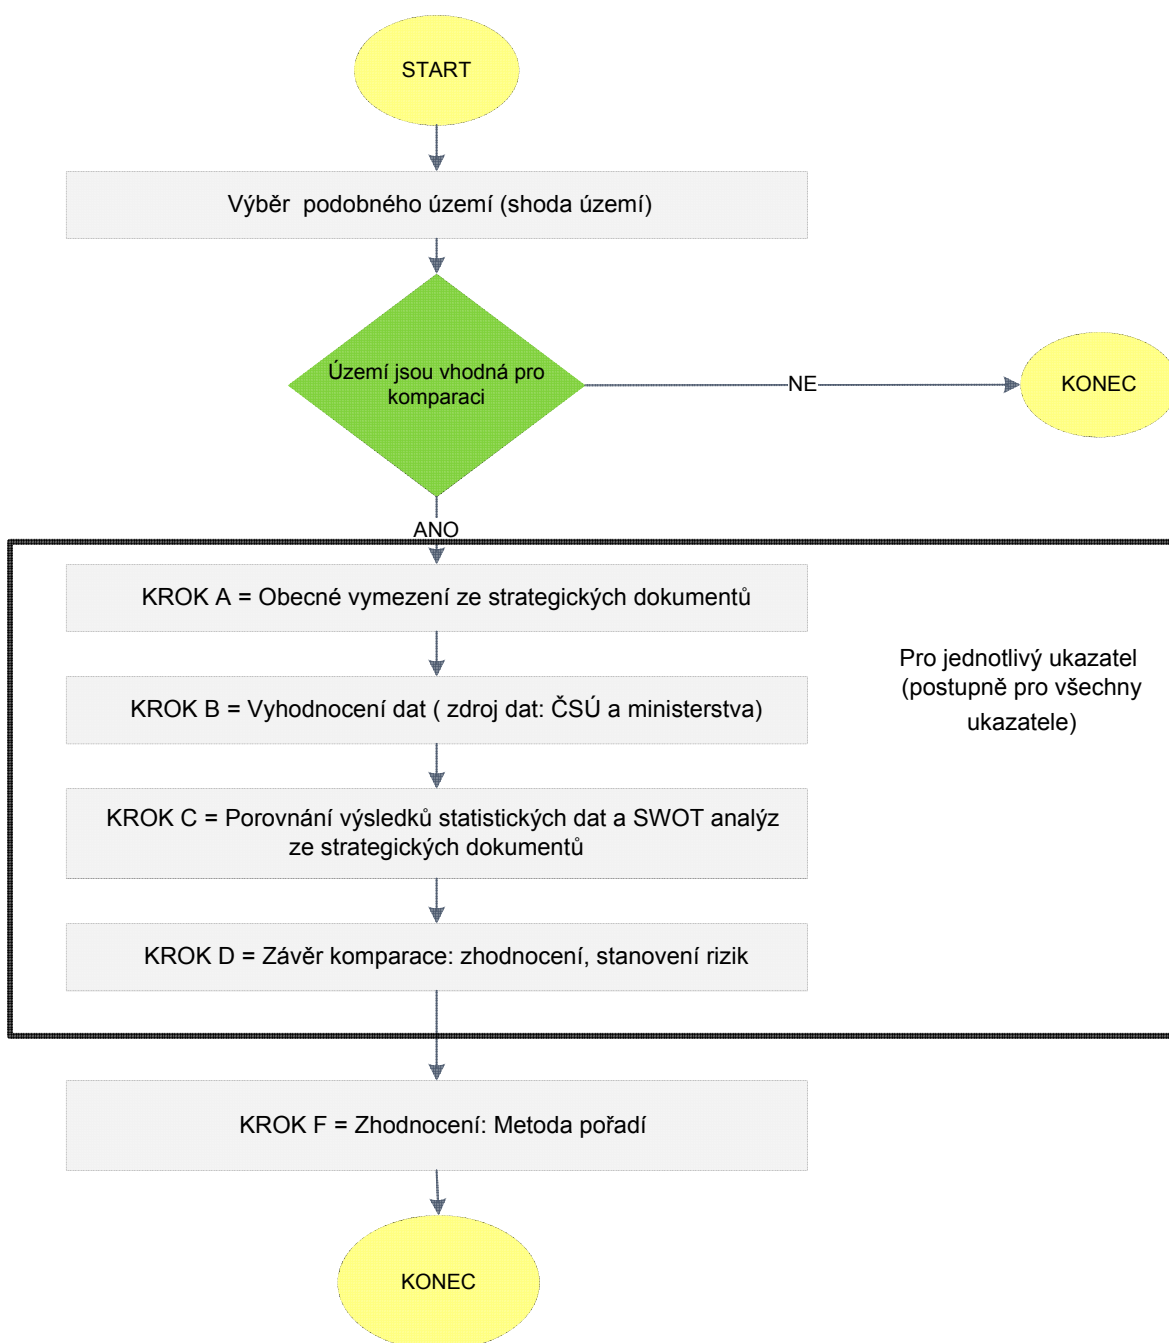 START
Výběr  podobného území (shoda území)
Území jsou vhodná pro
komparaci
NE
KONEC
ANO
KROK A = Obecné vymezení ze strategických dokumentů
Pro jednotlivý ukazatel
(postupně pro všechny
ukazatele)
KROK B = Vyhodnocení dat ( zdroj dat: ČSÚ a ministerstva)
KROK C = Porovnání výsledků statistických dat a SWOT analýz
ze strategických dokumentů
KROK D = Závěr komparace: zhodnocení, stanovení rizik
KROK F = Zhodnocení: Metoda pořadí
KONEC